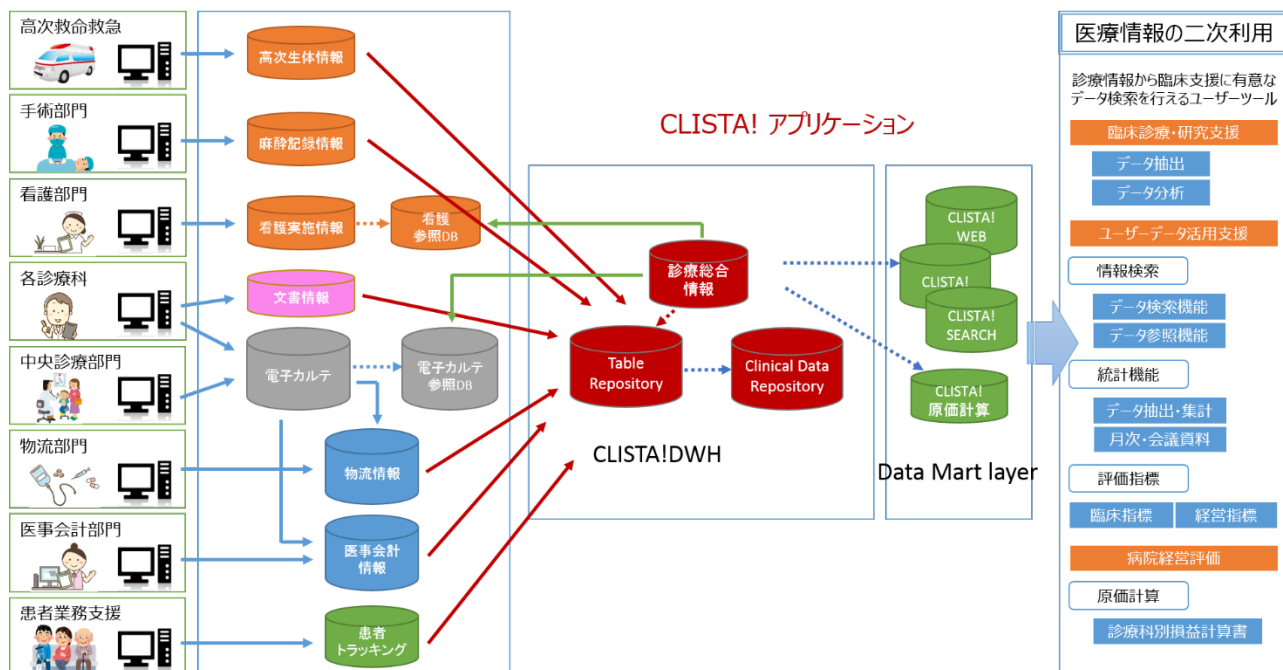 高次救命救急
手術部門
看護部門
各診療科
中央診療部門
物流部門
医事会計部門
患者業務支援
高次生体情報
麻酔記録情報
看護実施情報
看護
参照DB
文書情報
電子カルテ
電子カルテ
参照DB
物流情報
医事会計
情報
患者
トラッキング
CLISTA! アプリケーション
診療総合
情報
Table
Repository
Clinical Data
Repository
CLISTA!DWH
CLISTA!
WEB
CLISTA!
CLISTA!
SEARCH
CLISTA!
原価計算
Data Mart layer
医療情報の二次利用
診療情報から臨床支援に有意な
データ検索を行えるユーザーツール
臨床診療・研究支援
データ抽出
データ分析
ユーザーデータ活用支援
情報検索
データ検索機能
データ参照機能
統計機能
データ抽出・集計
月次・会議資料
評価指標
臨床指標
経営指標
病院経営評価
原価計算
診療科別損益計算書